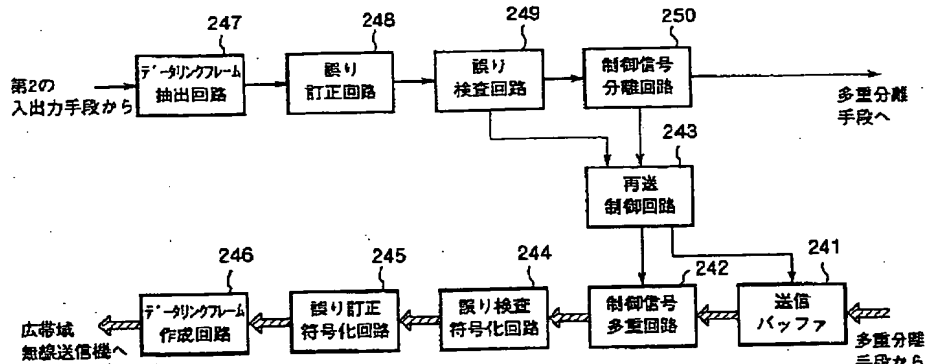 247
248
249
250
第2の
入出力手段から
データリンクフレーム
抽出回路
誤り
訂正回路
誤り
検査回路
制御信号
分離回路
多重分離
手段へ
243
再送
制御回路
246
245
244
242
241
広帯域
無線送信機へ
データリンクフレーム
作成回路
誤り訂正
符号化回路
誤り検査
符号化回路
制御信号
多重回路
送信
バッファ
多重分離
手段から